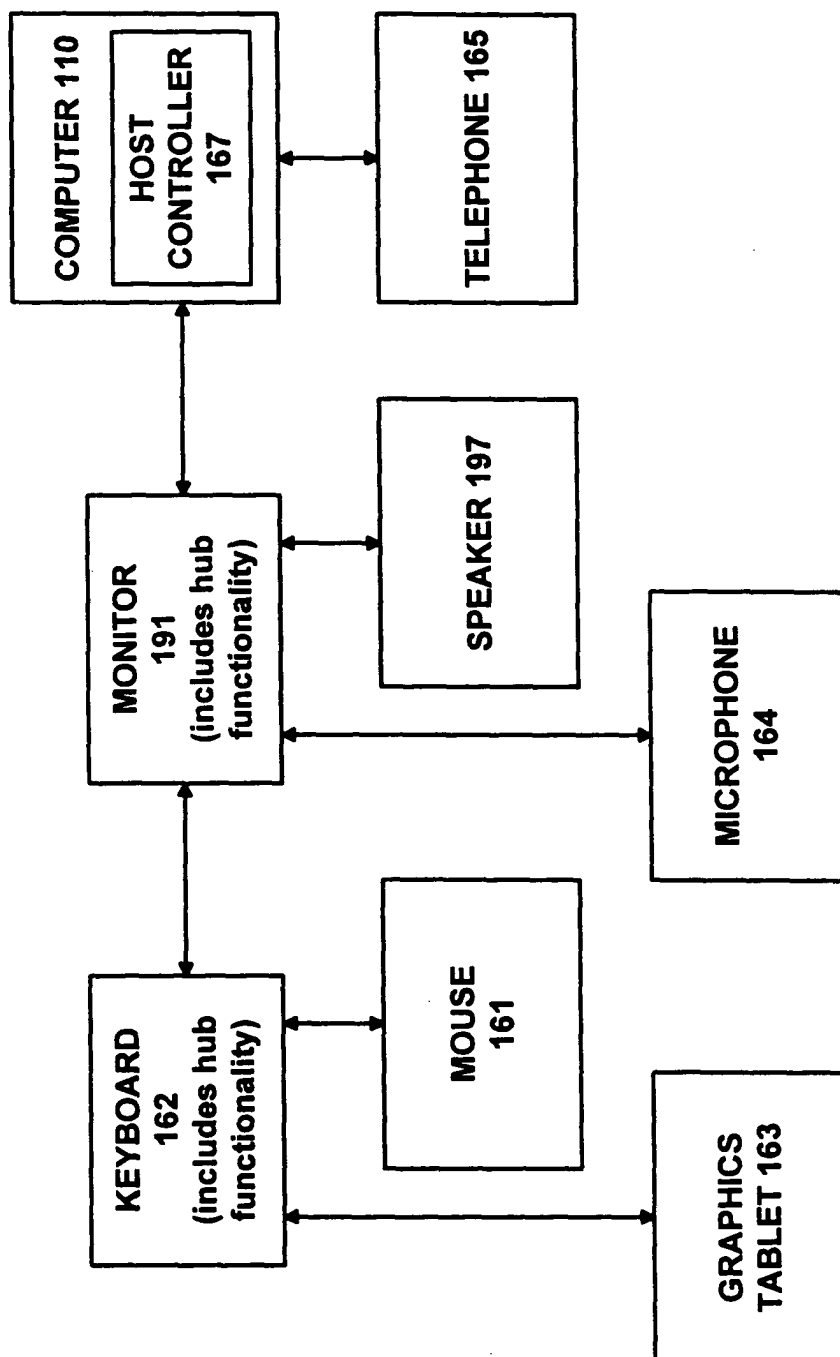 COMPUTER 110
HOST
CONTROLLER
167
TELEPHONE 165
MONITOR
191
(includes hub
functionality)
SPEAKER 197
MICROPHONE
164
KEYBOARD
162
(includes hub
functionality)
MOUSE
161
GRAPHICS
TABLET 163